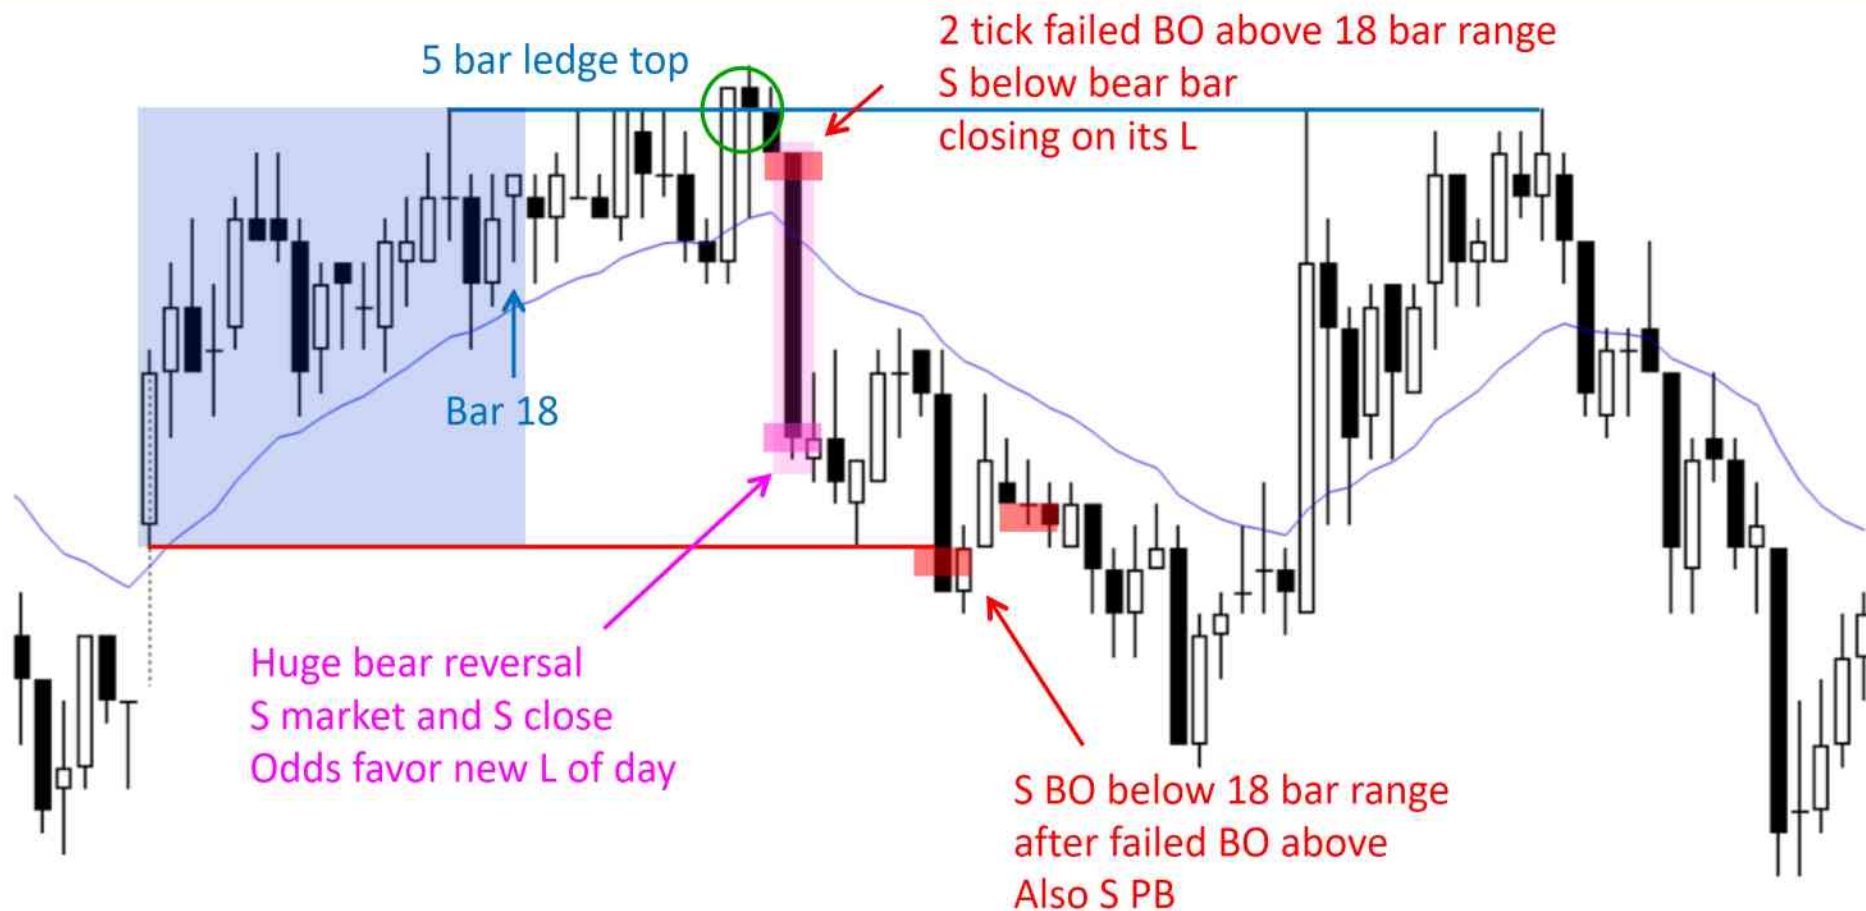 5 bar ledge top
2 tick failed BO above 18 bar range
S below bear bar
closing on its L
Bar 18
Huge bear reversal
S market and S close
Odds favor new L of day
S BO below 18 bar range
after failed BO above
Also S PB